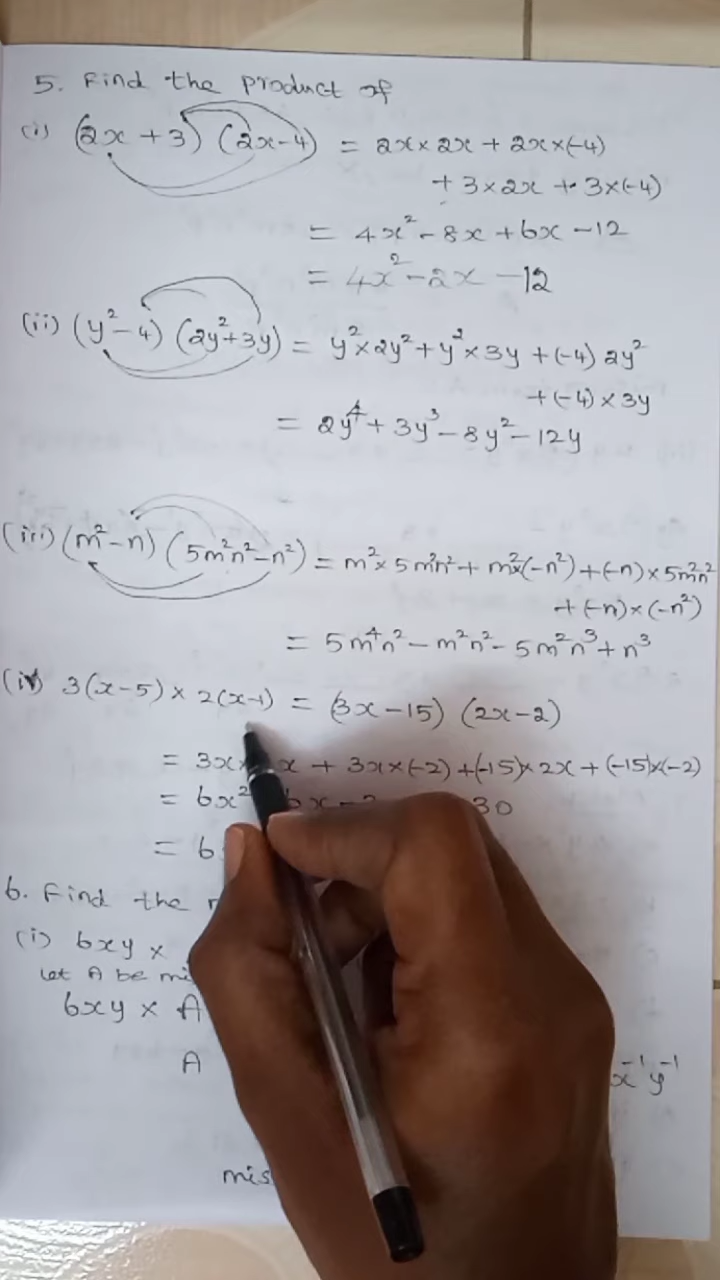 5. Find the product of
(i) (2x + 3) (2x - 4) = 2x × 2x + 2x × (-4)
+ 3 × 2x + 3 × (-4)
= 4x² - 8x + 6x - 12
= 4x² - 2x - 12
(ii) (y² - 4) (2y² + 3y) = y² × 2y² + y² × 3y + (-4) 2y²
+ (-4) × 3y
= 2y⁴ + 3y³ - 8y² - 12y
(iii) (m² - n) (5m²n² - n²) = m² × 5m²n² + m² × (-n²) + (-n) × 5m²n²
+ (-n) × (-n²)
= 5m⁴n² - m²n² - 5m²n³ + n³
(iv) 3(x - 5) × 2(x - 1) = (3x - 15) (2x - 2)
= 3x × x + 3x × (-2) + (-15) × 2x + (-15) × (-2)
= 6x² 6x - 30
= 6
6. Find the
(i) 6xy ×
Let A be
6xy × A
A x⁻¹ y⁻¹